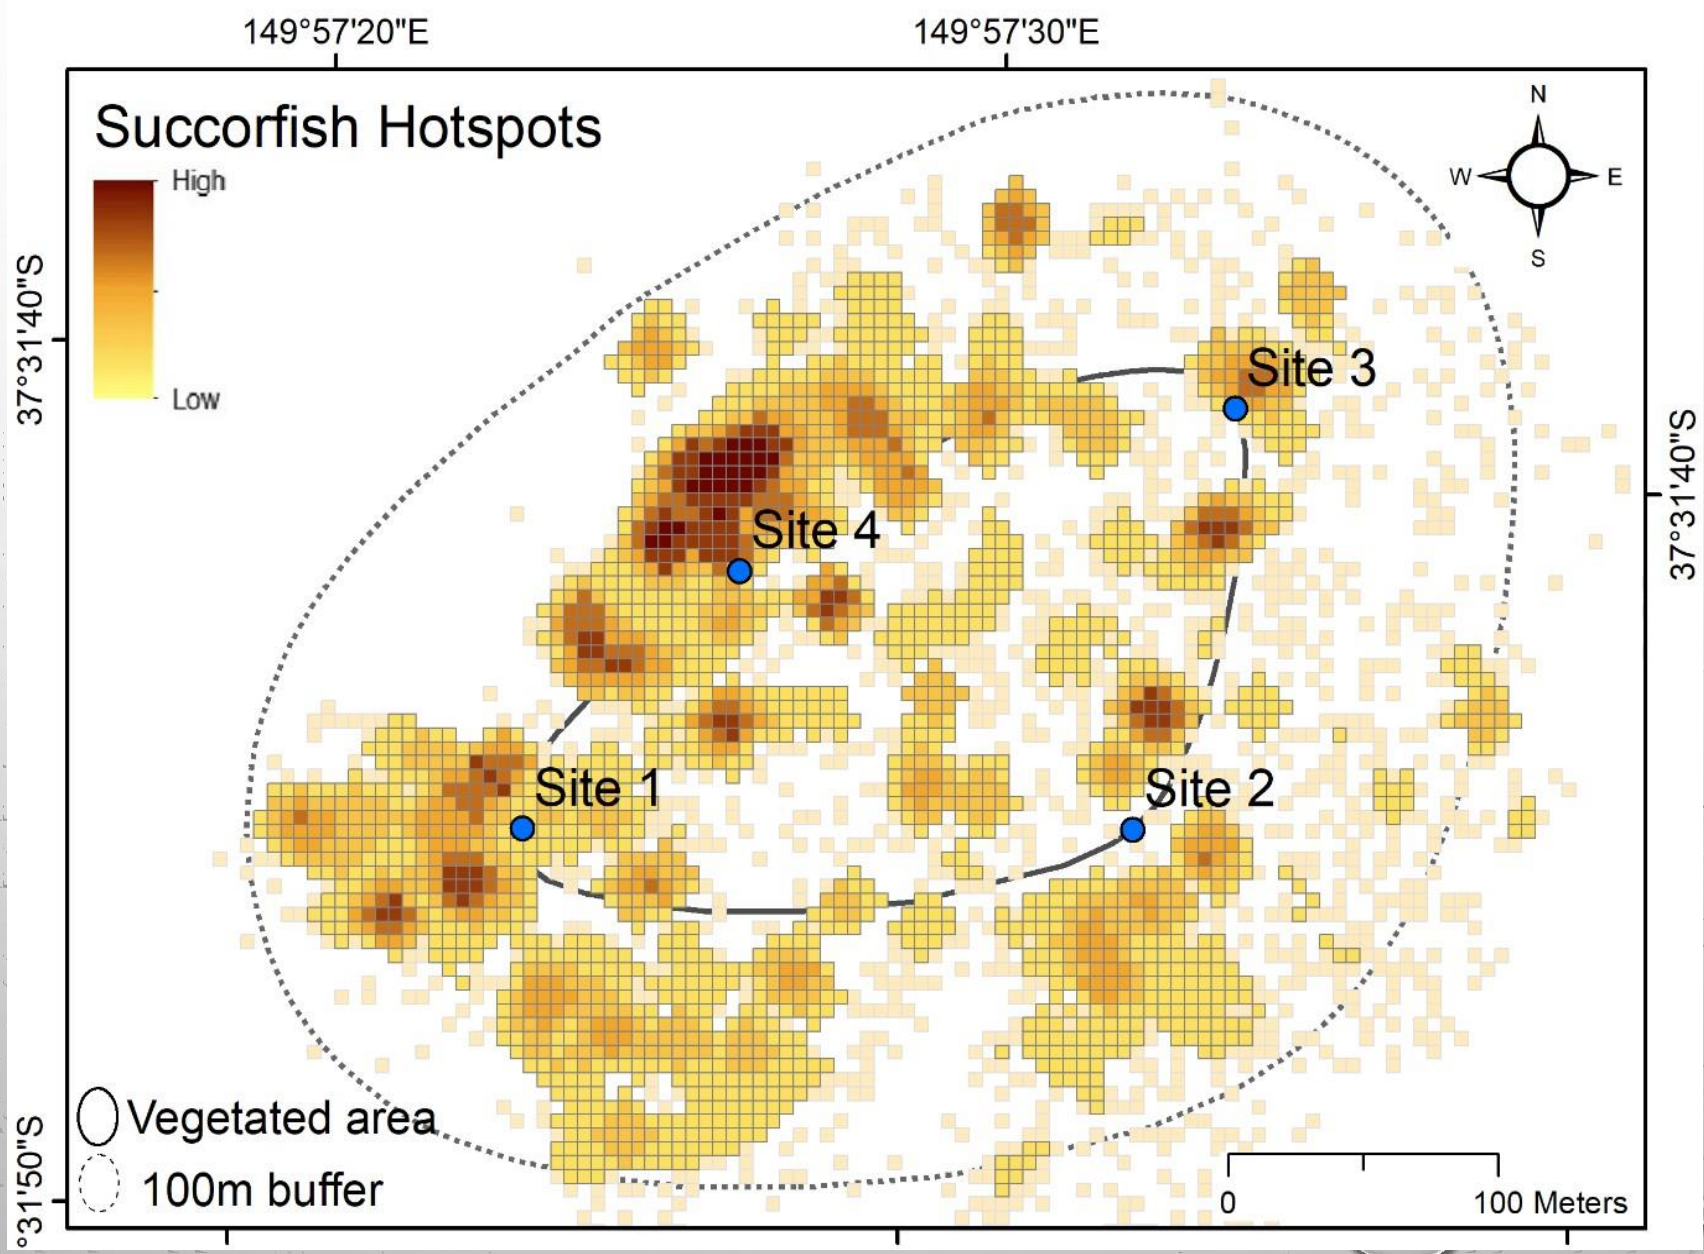 149°57'20"E
149°57'30"E
Succorfish Hotspots
High
Low
N
W
E
S
37°31'40"S
Site 3
37°31'40"S
Site 4
Site 1
Site 2
Vegetated area
100m buffer
°31'50"S
0
100 Meters